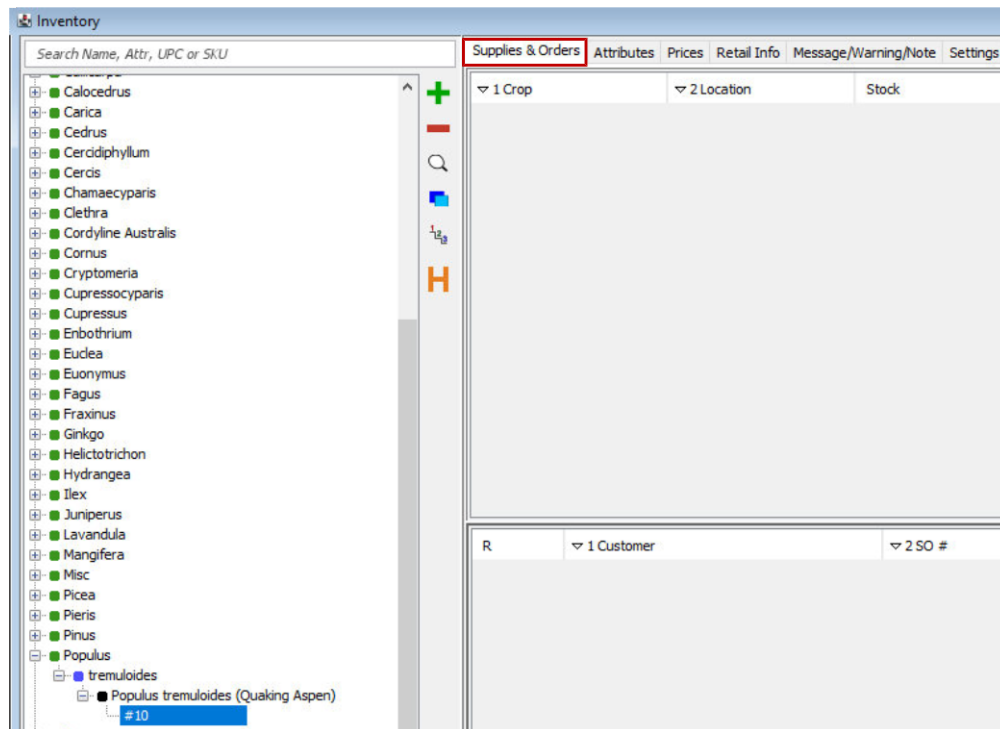 Inventory
Search Name, Attr, UPC or SKU
Calocedrus
Carica
Cedrus
Cercidiphyllum
Cercis
Chamaecyparis
Clethra
Cordyline Australis
Cornus
Cryptomeria
Cupressocyparis
Cupressus
Enbothrium
Euclea
Euonymus
Fagus
Fraxinus
Ginkgo
Helictotrichon
Hydrangea
Ilex
Juniperus
Lavandula
Mangifera
Misc
Picea
Pieris
Pinus
Populus
tremuloides
Populus tremuloides (Quaking Aspen)
#10
H
Supplies & Orders Attributes Prices Retail Info Message/Warning/Note Settings
1 Crop 2 Location Stock
R 1 Customer 2 SO #